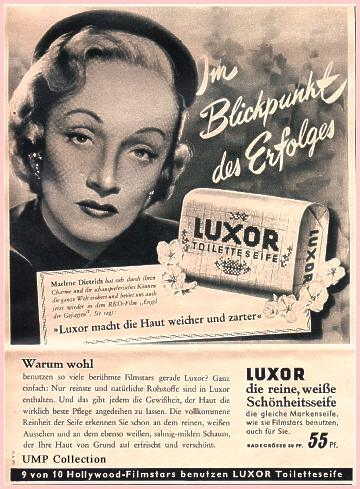 Im
Blickpunkt
des Erfolges
LUXOR
TOILETTESEIFE
LUXOR
Marlene Dietrich hat sich durch ihren
Charme und ihr schauspielerisches Können
die ganze Welt erobert und bietet uns auch
jetzt wieder in dem RKO-Film „Engel
der Gejagten“. Sie sagt:
»Luxor macht die Haut weicher und zarter«
Warum wohl
benutzen so viele berühmte Filmstars gerade Luxor? Ganz
einfach: Nur reinste und natürliche Rohstoffe sind in Luxor
enthalten. Und das gibt jedem die Gewißheit, der Haut die
wirklich beste Pflege angedeihen zu lassen. Die vollkommene
Reinheit der Seife erkennen Sie schon an dem reinen, weißen
Aussehen und an dem ebenso weißen, sahnig-milden Schaum,
der Ihre Haut von Grund auf erfrischt und verschönt.
UMP Collection
LUXOR
die reine, weiße
Schönheitsseife
die gleiche Markenseife,
wie sie Filmstars benutzen,
auch für Sie.
BADEGRÖSSE 90 PF. 55 Pf.
9 von 10 Hollywood-Filmstars benutzen LUXOR Toiletteseife